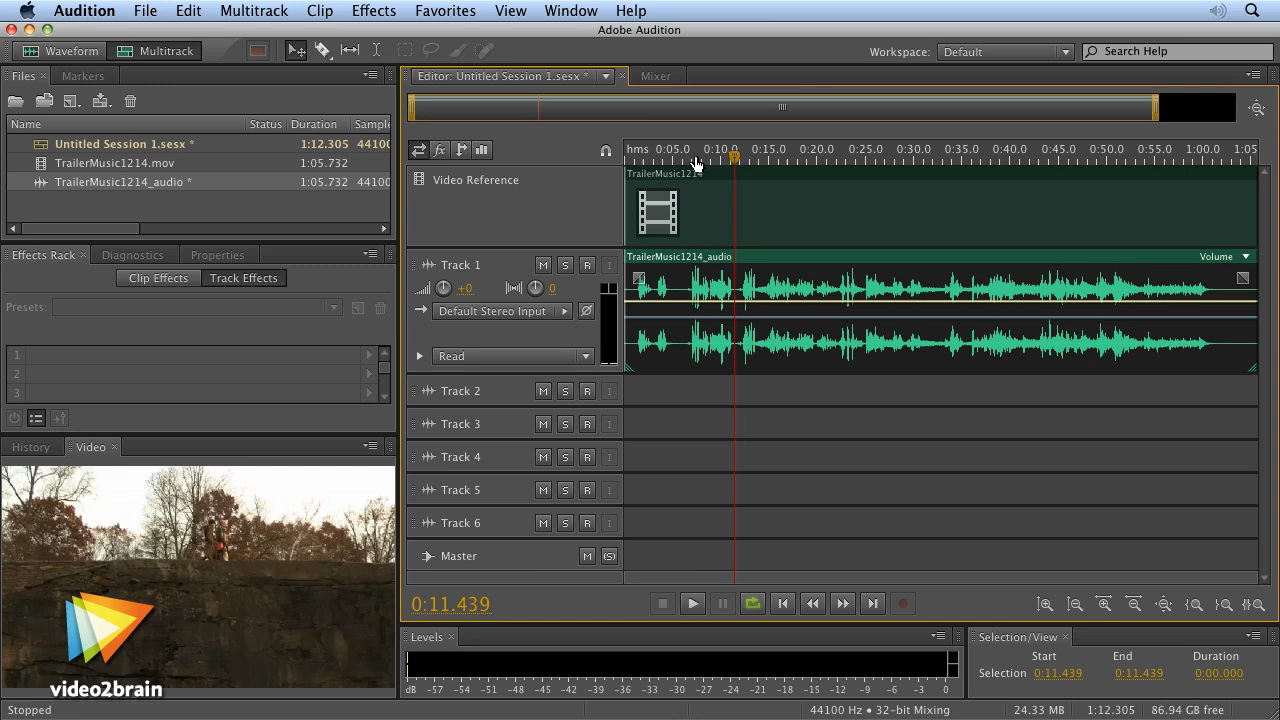 Audition File Edit Multitrack Clip Effects Favorites View Window Help
Adobe Audition
Waveform Multitrack
Workspace: Default Search Help
Files Markers
Name Status Duration Sample
Untitled Session 1.sesx * 1:12.305 44100
TrailerMusic1214.mov 1:05.732
TrailerMusic1214_audio * 1:05.732 44100
Effects Rack Diagnostics Properties
Clip Effects Track Effects
Presets:
1
2
3
History Video
video2brain
Editor: Untitled Session 1.sesx * Mixer
fx
hms 0:05.0 0:10.0 0:15.0 0:20.0 0:25.0 0:30.0 0:35.0 0:40.0 0:45.0 0:50.0 0:55.0 1:00.0 1:05
Video Reference
TrailerMusic1214
Track 1 M S R I
TrailerMusic1214_audio Volume
+0 0
Default Stereo Input
Read
Track 2 M S R I
Track 3 M S R I
Track 4 M S R I
Track 5 M S R I
Track 6 M S R I
Master M (S)
0:11.439
Levels
dB -57 -54 -51 -48 -45 -42 -39 -36 -33 -30 -27 -24 -21 -18 -15 -12 -9 -6 -3 0
Selection/View
Start End Duration
Selection 0:11.439 0:11.439 0:00.000
Stopped 44100 Hz • 32-bit Mixing 24.33 MB 1:12.305 86.94 GB free